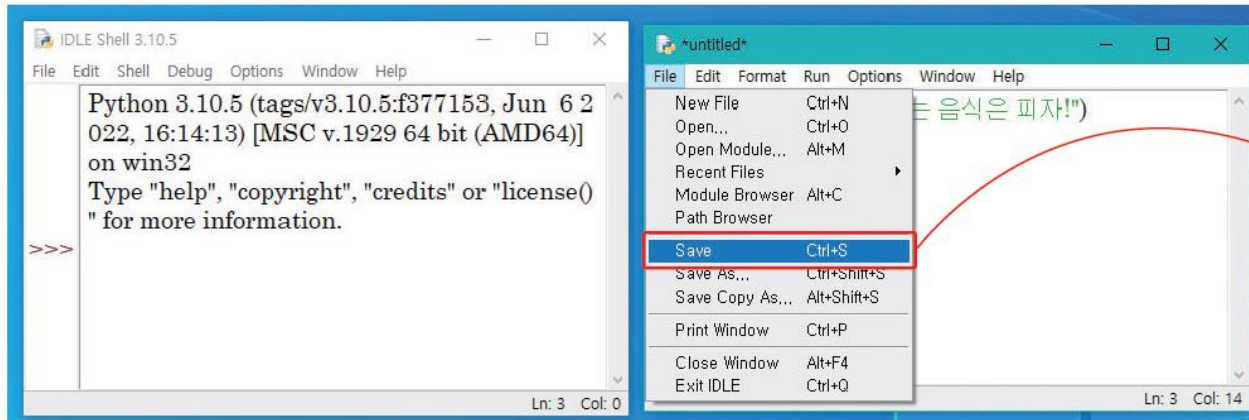 IDLE Shell 3.10.5
File Edit Shell Debug Options Window Help
Python 3.10.5 (tags/v3.10.5:f377153, Jun 6 2
022, 16:14:13) [MSC v.1929 64 bit (AMD64)]
on win32
Type "help", "copyright", "credits" or "license()
" for more information.
>>>
Ln: 3 Col: 0
*untitled*
File Edit Format Run Options Window Help
는 음식은 피자!")
New File Ctrl+N
Open... Ctrl+O
Open Module... Alt+M
Recent Files
Module Browser Alt+C
Path Browser
Save Ctrl+S
Save As... Ctrl+Shift+S
Save Copy As... Alt+Shift+S
Print Window Ctrl+P
Close Window Alt+F4
Exit IDLE Ctrl+Q
Ln: 3 Col: 14